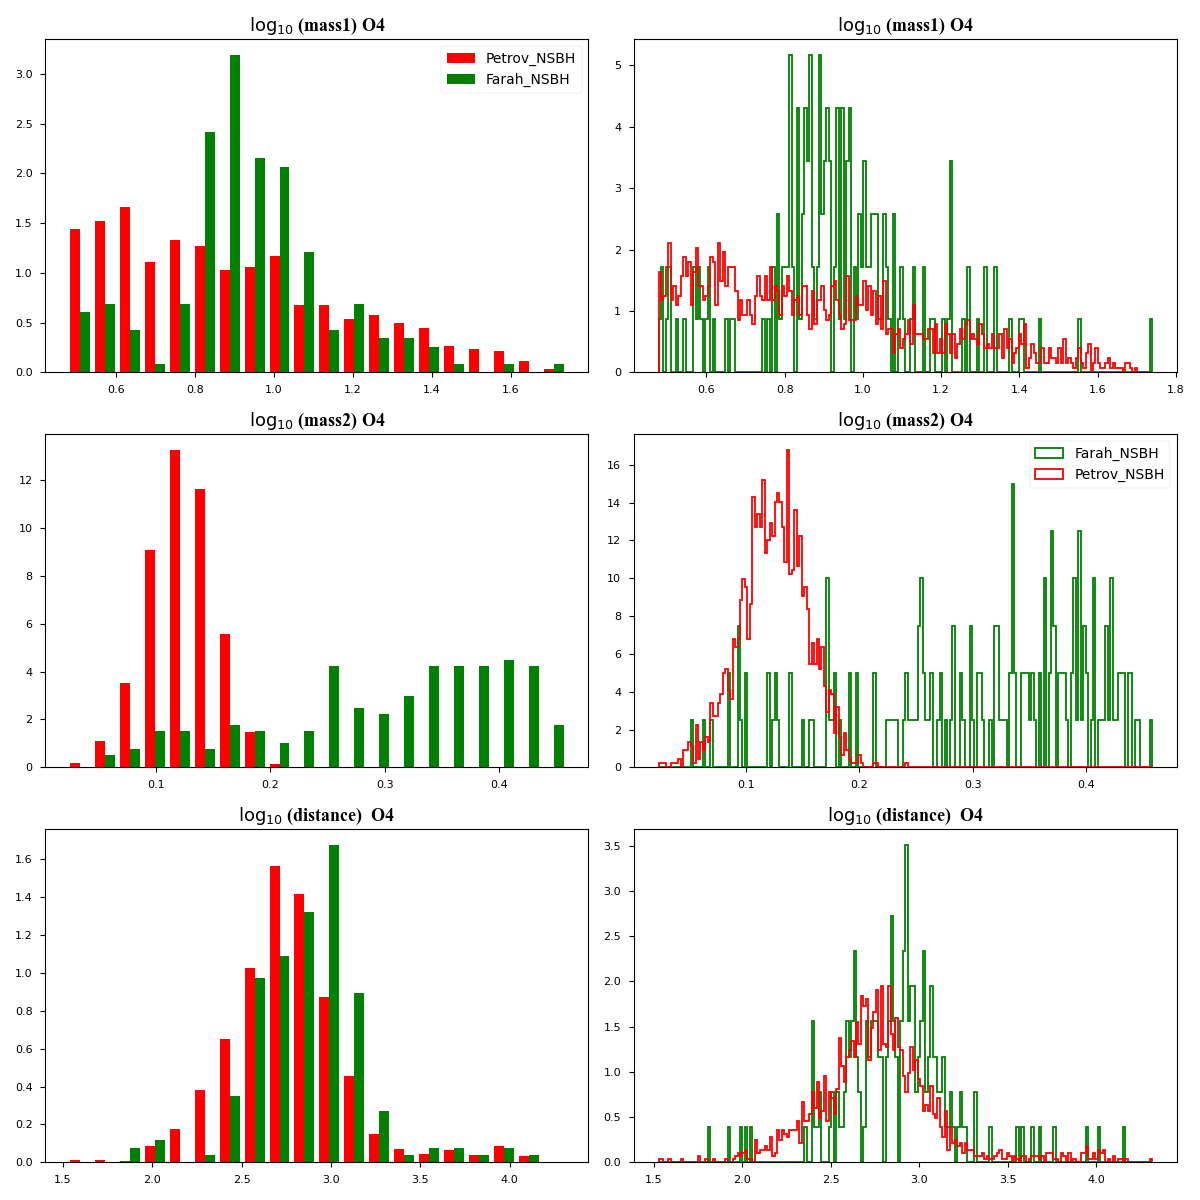 log10 (mass1) O4
3.0
2.5
2.0
1.5
1.0
0.5
0.0
0.6 0.8 1.0 1.2 1.4 1.6
Petrov_NSBH
Farah_NSBH
log10 (mass1) O4
5
4
3
2
1
0
0.6 0.8 1.0 1.2 1.4 1.6 1.8
log10 (mass2) O4
12
10
8
6
4
2
0
0.1 0.2 0.3 0.4
log10 (mass2) O4
16
14
12
10
8
6
4
2
0
0.1 0.2 0.3 0.4
Farah_NSBH
Petrov_NSBH
log10 (distance) O4
1.6
1.4
1.2
1.0
0.8
0.6
0.4
0.2
0.0
1.5 2.0 2.5 3.0 3.5 4.0
log10 (distance) O4
3.5
3.0
2.5
2.0
1.5
1.0
0.5
0.0
1.5 2.0 2.5 3.0 3.5 4.0